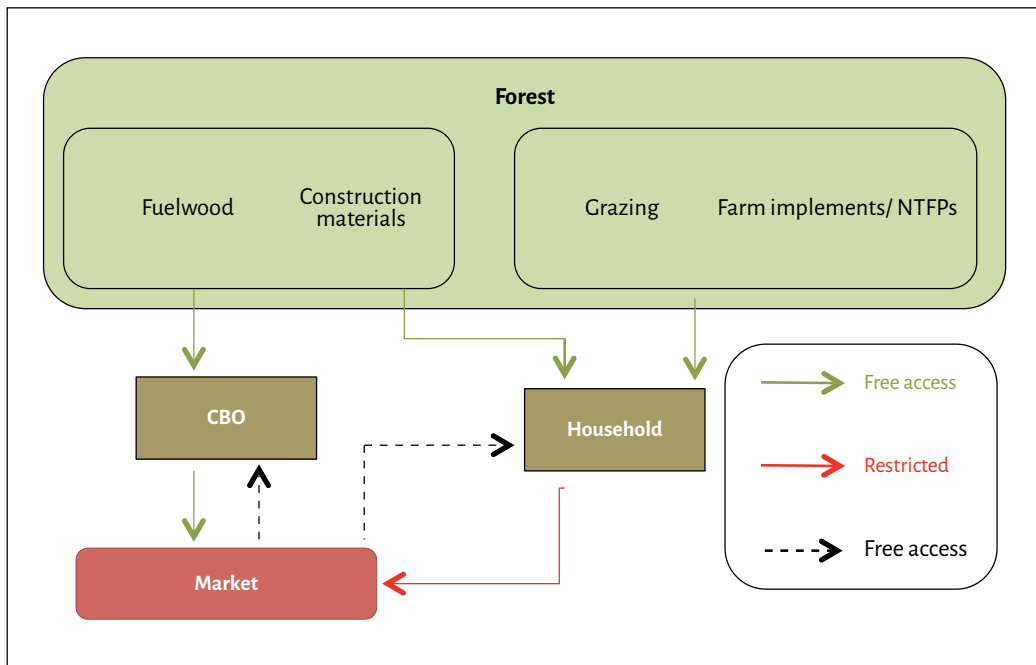 Forest
Fuelwood
Construction
materials
Grazing
Farm implements/ NTFPs
CBO
Household
Market
Free access
Restricted
Free access